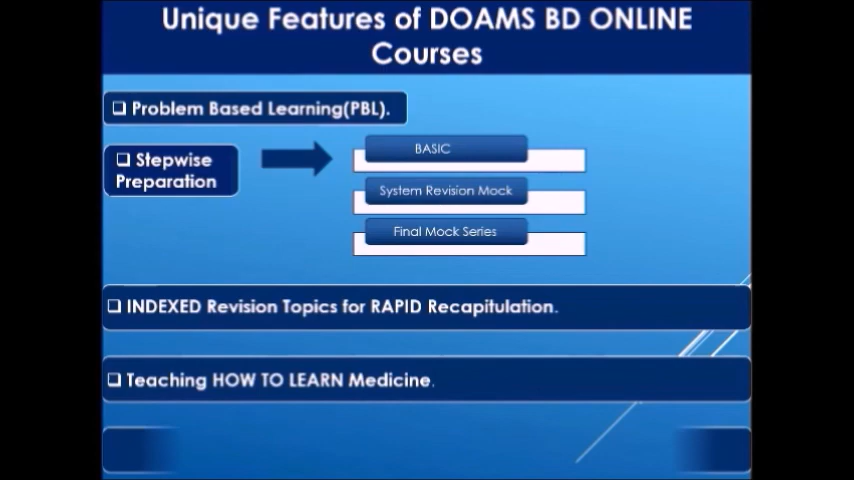 Unique Features of DOAMS BD ONLINE
Courses
❑ Problem Based Learning(PBL).
❑ Stepwise
Preparation
BASIC
System Revision Mock
Final Mock Series
❑ INDEXED Revision Topics for RAPID Recapitulation.
❑ Teaching HOW TO LEARN Medicine.